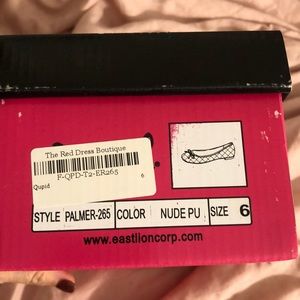 The Red Dress Boutique
F-QPD-T2-ER265
Qupid 6
STYLE PALMER-265 COLOR NUDE PU SIZE 6
www.eastlioncorp.com